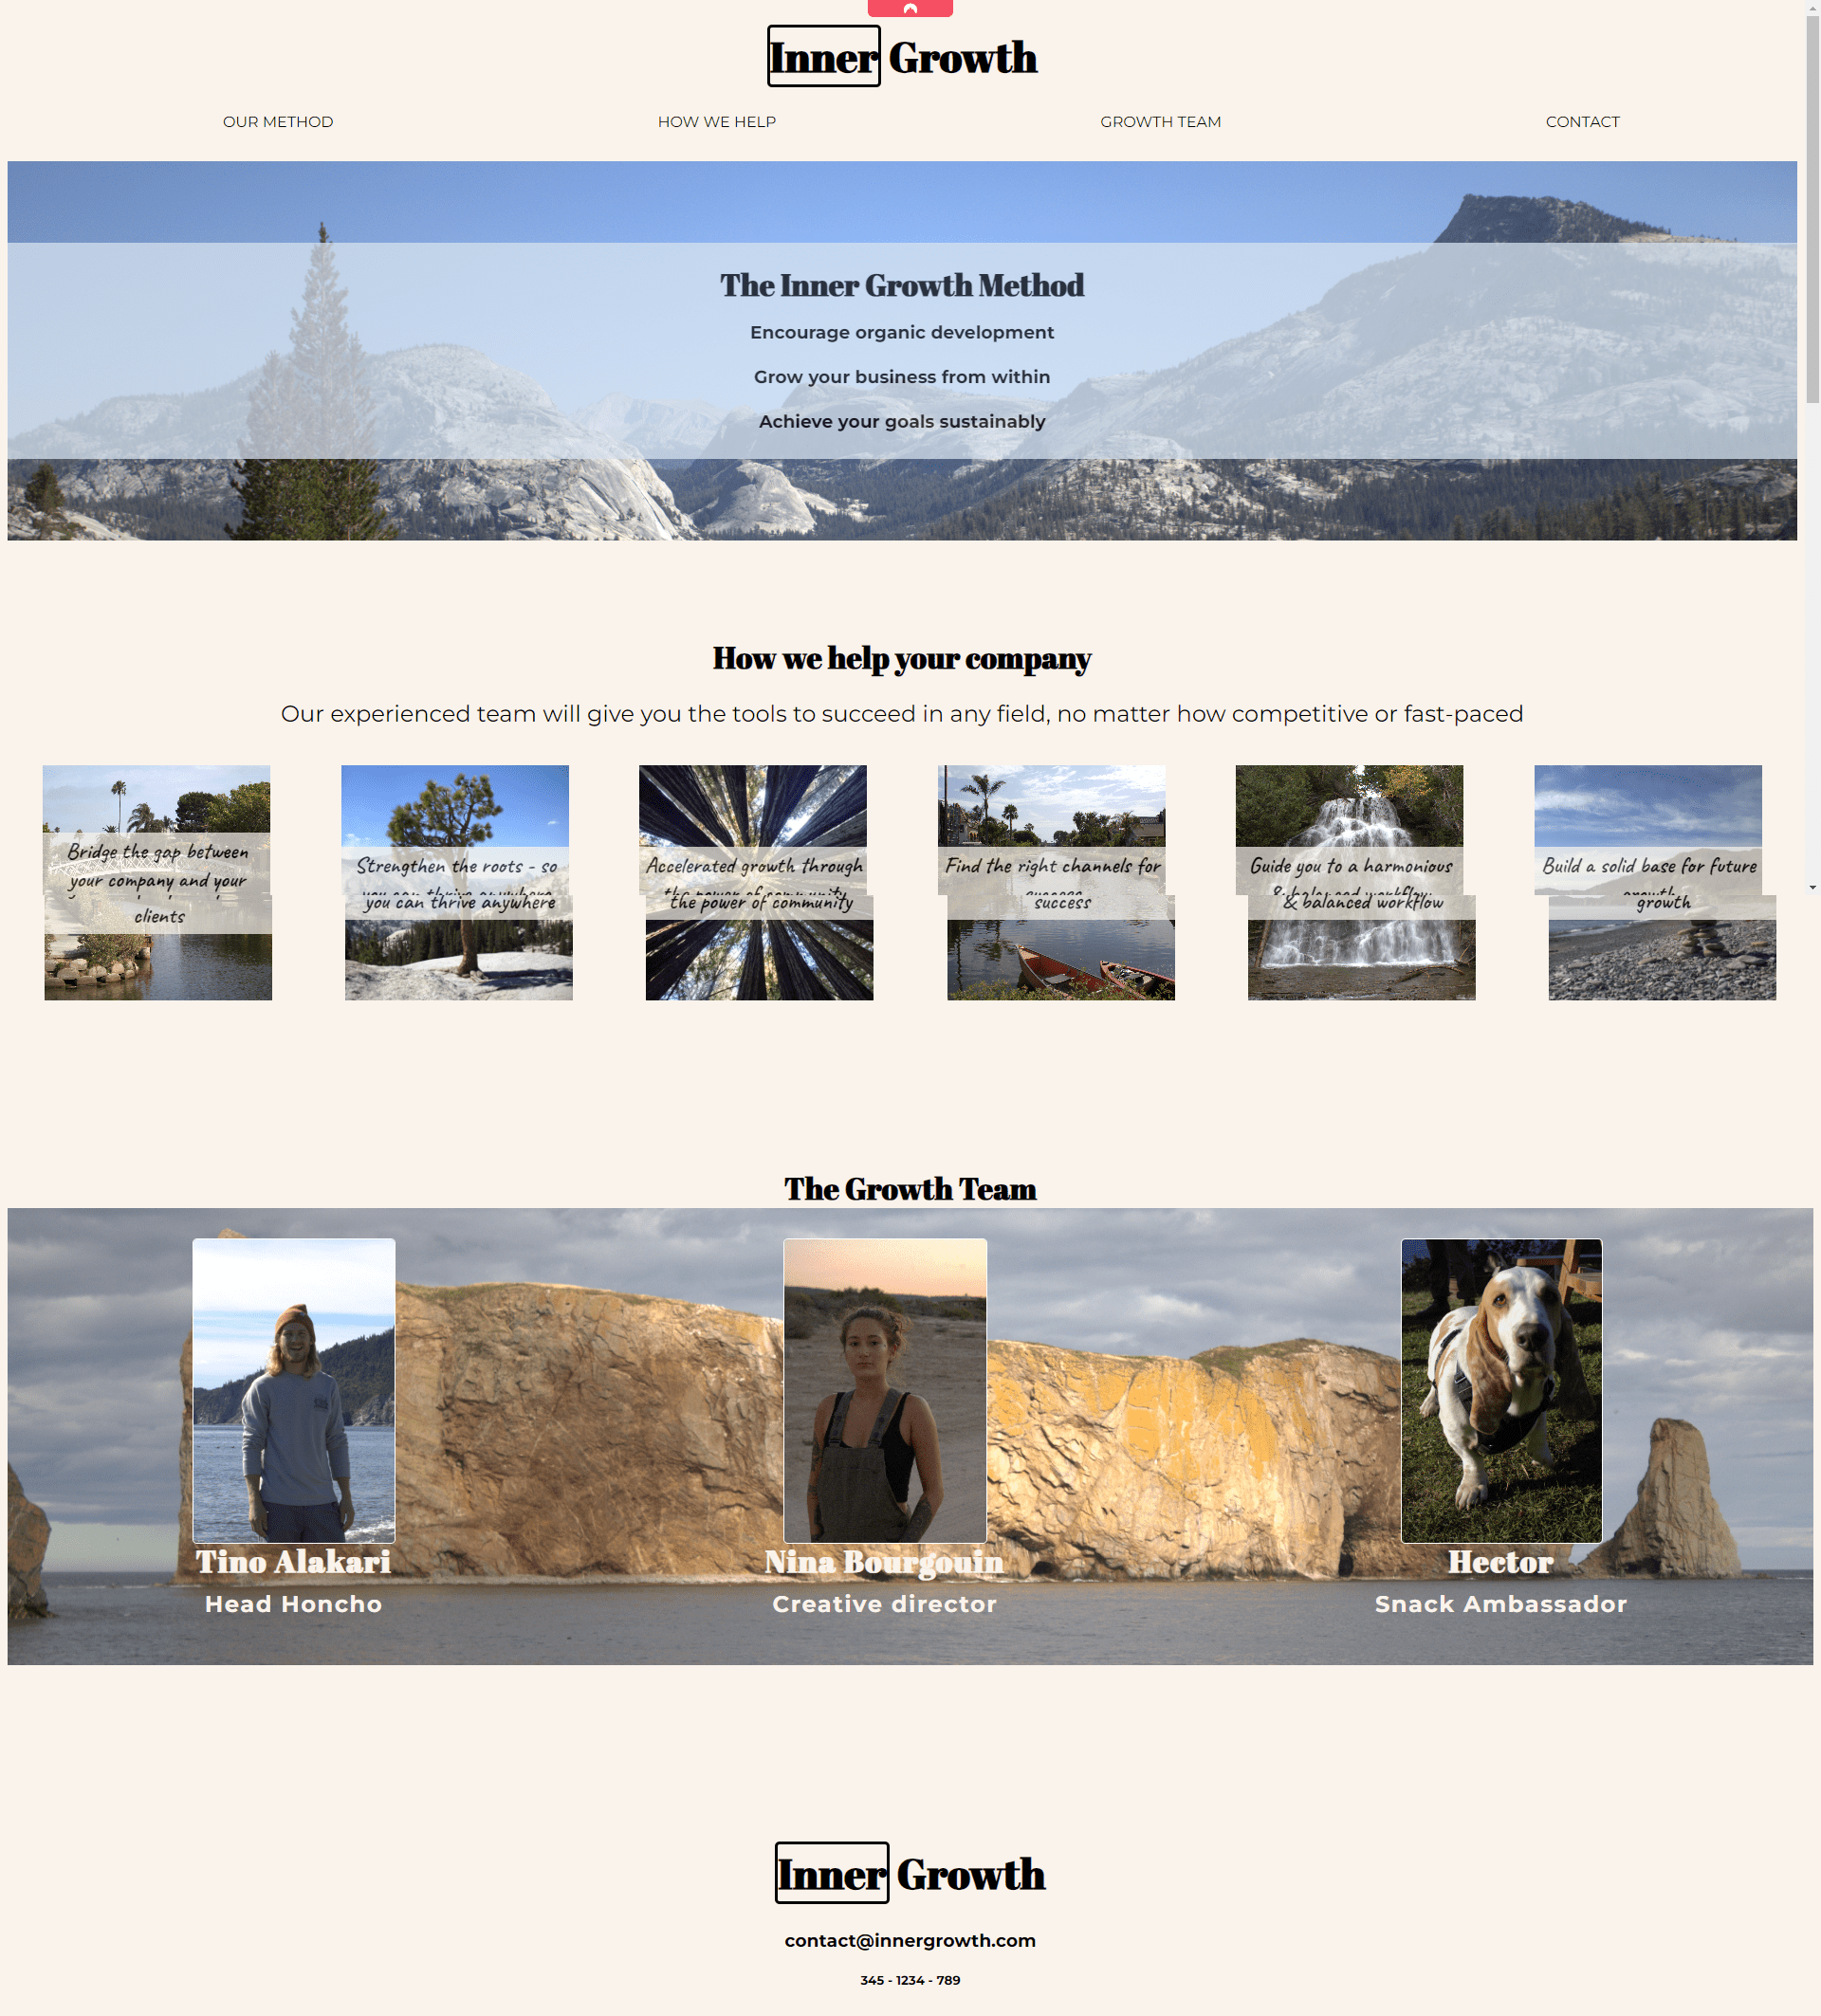 Inner Growth
OUR METHOD
HOW WE HELP
GROWTH TEAM
CONTACT
The Inner Growth Method
Encourage organic development
Grow your business from within
Achieve your goals sustainably
How we help your company
Our experienced team will give you the tools to succeed in any field, no matter how competitive or fast-paced
Bridge the gap between
your company and your
clients
Strengthen the roots - so
you can thrive anywhere
Accelerated growth through
the power of community
Find the right channels for
success
Guide you to a harmonious
& balanced workflow
Build a solid base for future
growth
The Growth Team
Tino Alakari
Head Honcho
Nina Bourgouin
Creative director
Hector
Snack Ambassador
Inner Growth
contact@innergrowth.com
345 - 1234 - 789